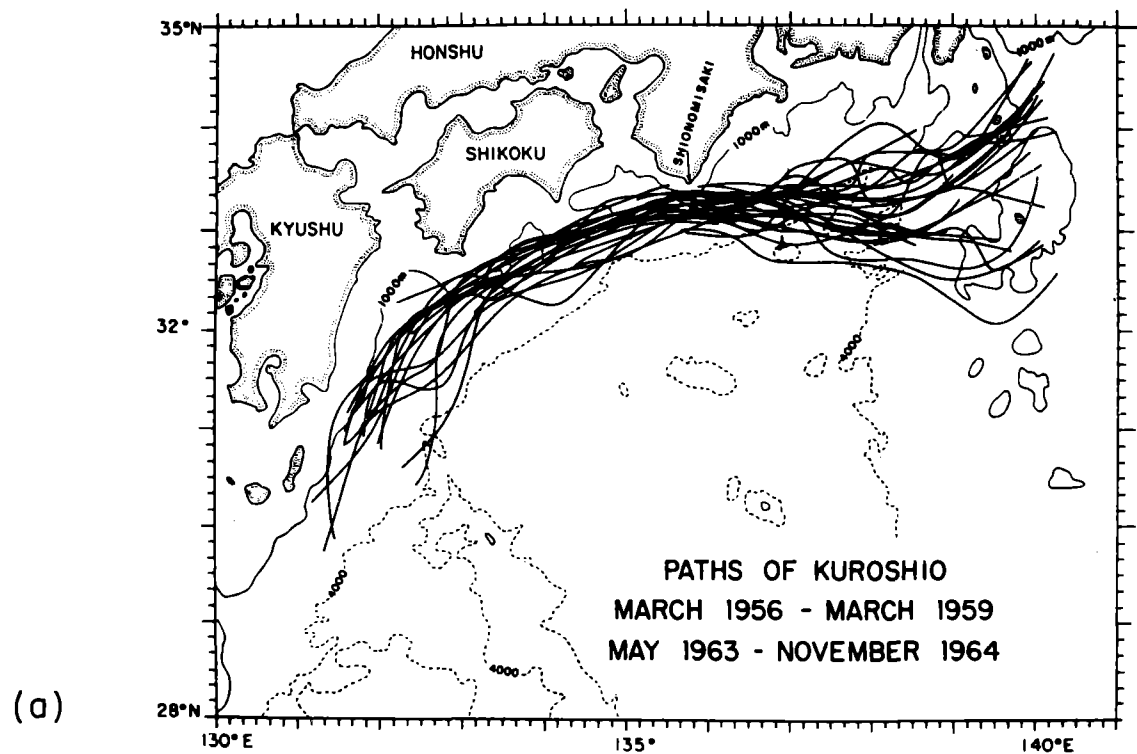 35°N
HONSHU
SHIONOMISAKI
1000m
1000m
SHIKOKU
KYUSHU
1000m
32°
4000
4000
4000
PATHS OF KUROSHIO
MARCH 1956 - MARCH 1959
MAY 1963 - NOVEMBER 1964
(a)
28°N
130°E
135°
140°E